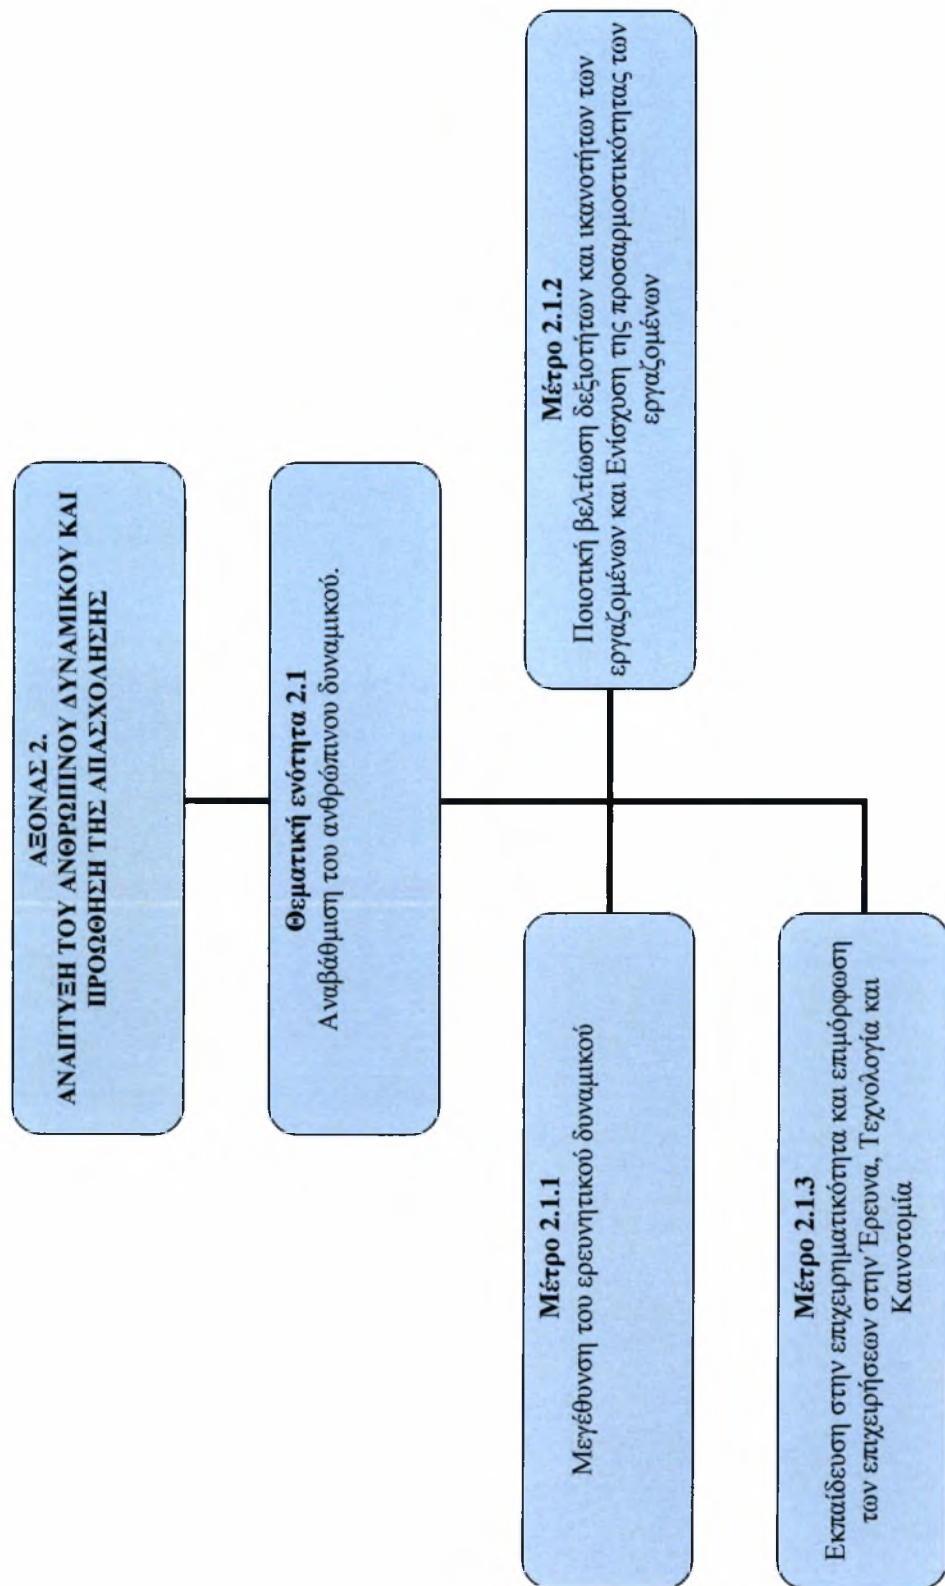 ΑΞΟΝΑΣ 2.
ΑΝΑΠΤΥΞΗ ΤΟΥ ΑΝΘΡΩΠΙΝΟΥ ΔΥΝΑΜΙΚΟΥ ΚΑΙ
ΠΡΟΩΘΗΣΗ ΤΗΣ ΑΠΑΣΧΟΛΗΣΗΣ
Θεματική ενότητα 2.1
Αναβάθμιση του ανθρώπινου δυναμικού.
Μέτρο 2.1.1
Μεγέθυνση του ερευνητικού δυναμικού
Μέτρο 2.1.2
Ποιοτική βελτίωση δεξιοτήτων και ικανοτήτων των
εργαζομένων και Ενίσχυση της προσαρμοστικότητας των
εργαζομένων
Μέτρο 2.1.3
Εκπαίδευση στην επιχειρηματικότητα και επιμόρφωση
των επιχειρήσεων στην Έρευνα, Τεχνολογία και
Καινοτομία